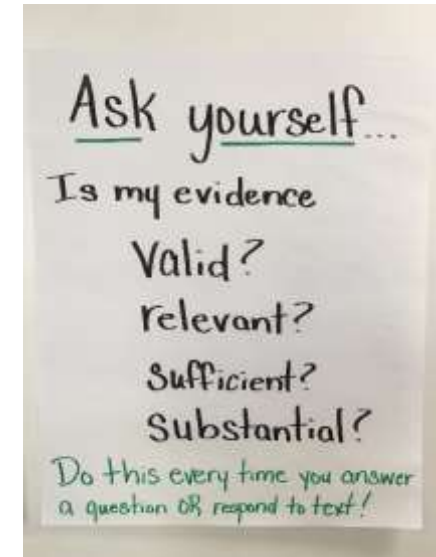 Ask yourself...
Is my evidence
Valid?
relevant?
Sufficient?
Substantial?
Do this every time you answer
a question OR respond to text!